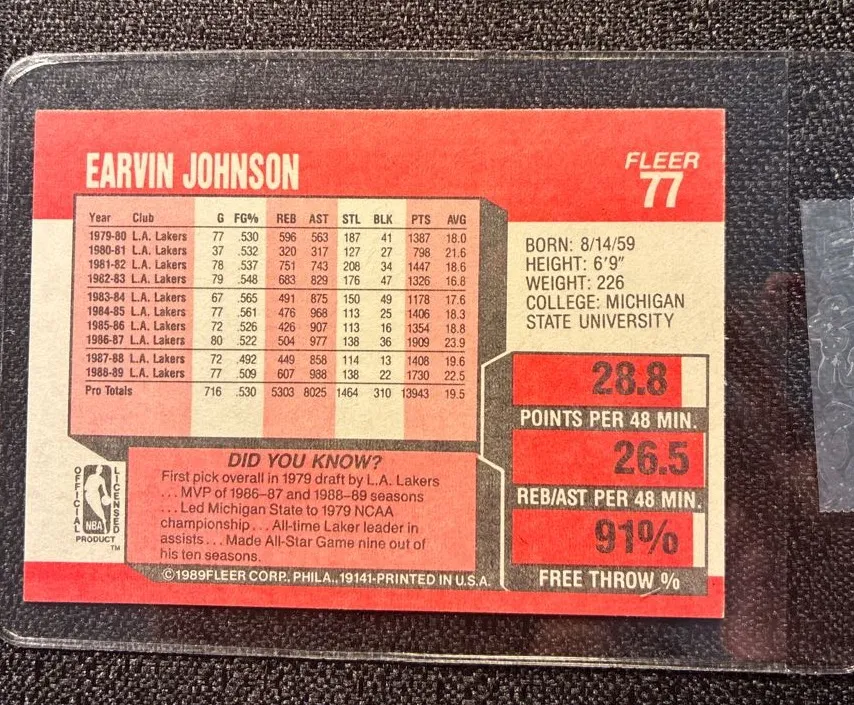 EARVIN JOHNSON
FLEER
77
Year Club G FG% REB AST STL BLK PTS AVG
1979-80 L.A. Lakers 77 .530 596 563 187 41 1387 18.0
1980-81 L.A. Lakers 37 .532 320 317 127 27 798 21.6
1981-82 L.A. Lakers 78 .537 751 743 208 34 1447 18.6
1982-83 L.A. Lakers 79 .548 683 829 176 47 1326 16.8
1983-84 L.A. Lakers 67 .565 491 875 150 49 1178 17.6
1984-85 L.A. Lakers 77 .561 476 968 113 25 1406 18.3
1985-86 L.A. Lakers 72 .526 426 907 113 16 1354 18.8
1986-87 L.A. Lakers 80 .522 504 977 138 36 1909 23.9
1987-88 L.A. Lakers 72 .492 449 858 114 13 1408 19.6
1988-89 L.A. Lakers 77 .509 607 988 138 22 1730 22.5
Pro Totals 716 .530 5303 8025 1464 310 13943 19.5
BORN: 8/14/59
HEIGHT: 6'9"
WEIGHT: 226
COLLEGE: MICHIGAN
STATE UNIVERSITY
28.8
POINTS PER 48 MIN.
26.5
REB/AST PER 48 MIN.
91%
FREE THROW %
DID YOU KNOW?
First pick overall in 1979 draft by L.A. Lakers
. . . MVP of 1986-87 and 1988-89 seasons
. . . Led Michigan State to 1979 NCAA
championship . . . All-time Laker leader in
assists . . . Made All-Star Game nine out of
his ten seasons.
OFFICIAL LICENSED
NBA
PRODUCT
TM
©1989 FLEER CORP., PHILA., 19141-PRINTED IN U.S.A.